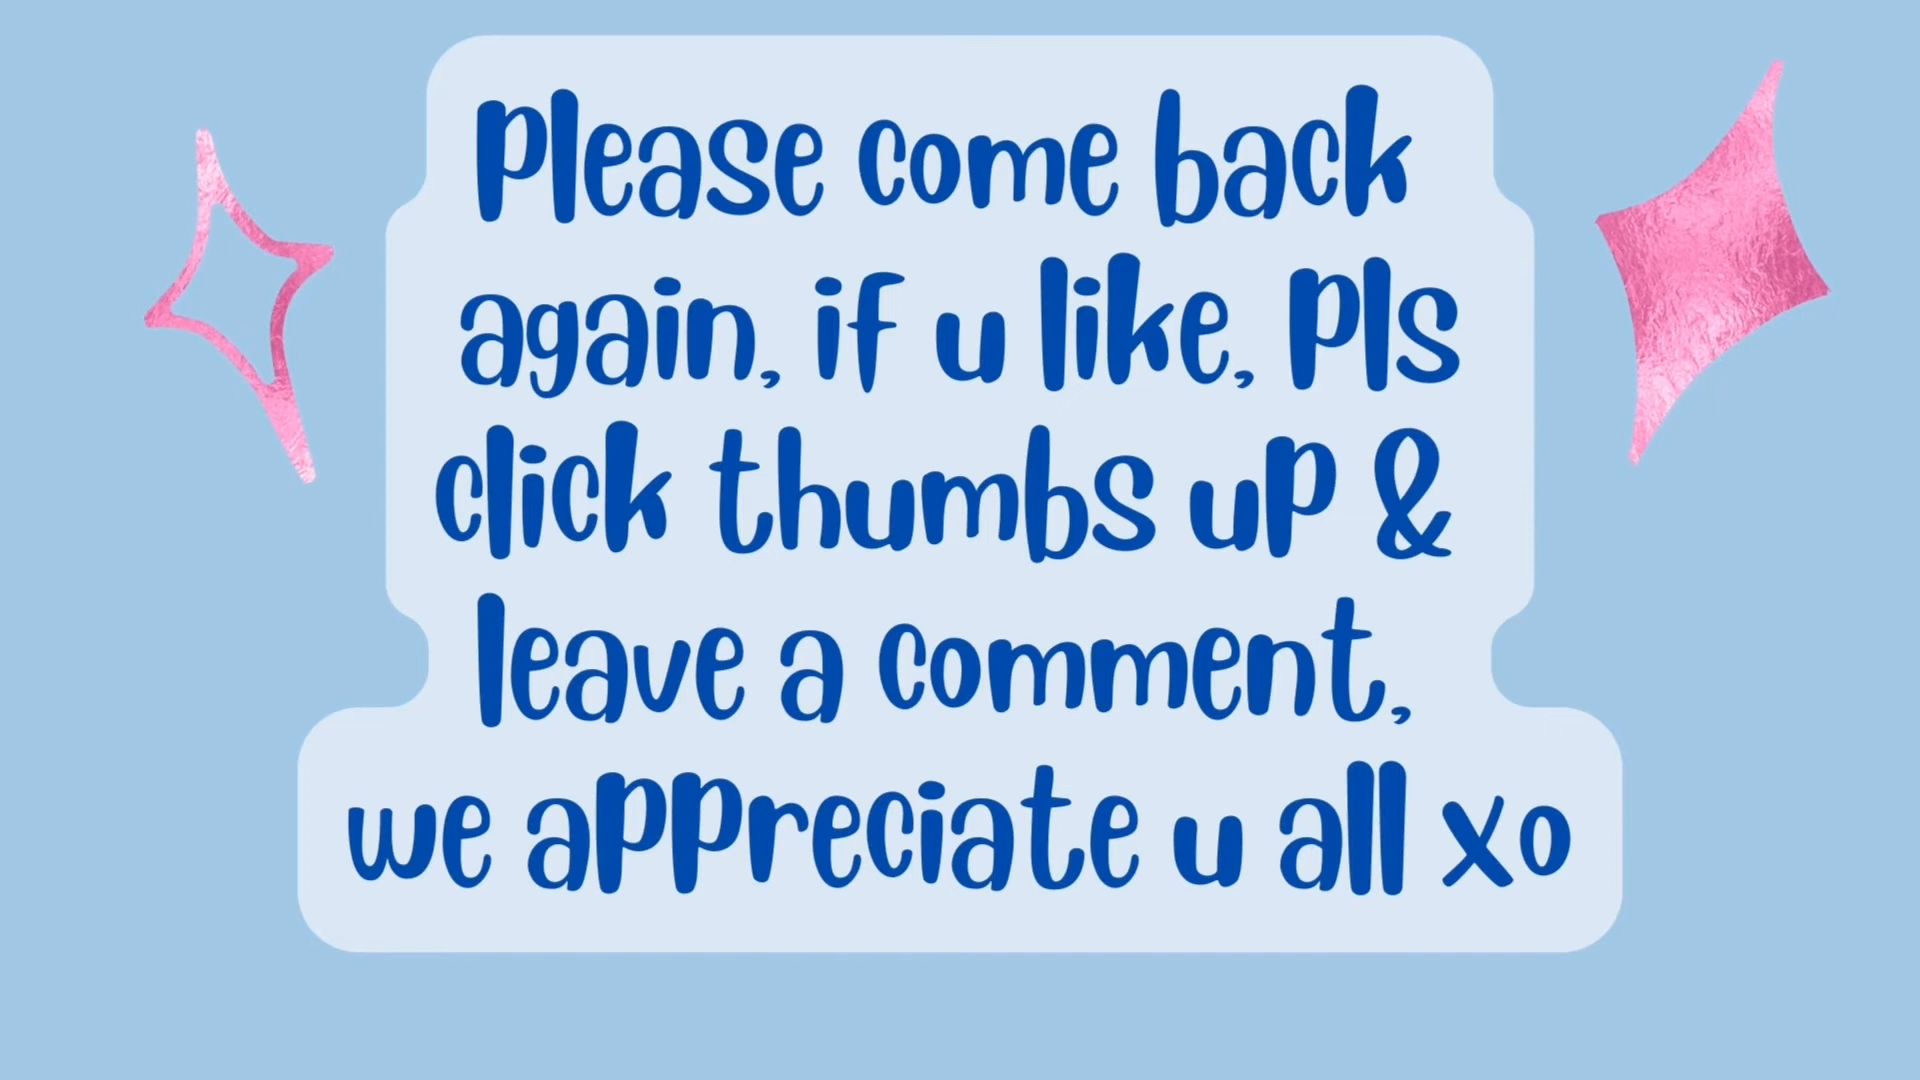 Please come back
again, if u like, pls
click thumbs up &
leave a comment,
we appreciate u all xo